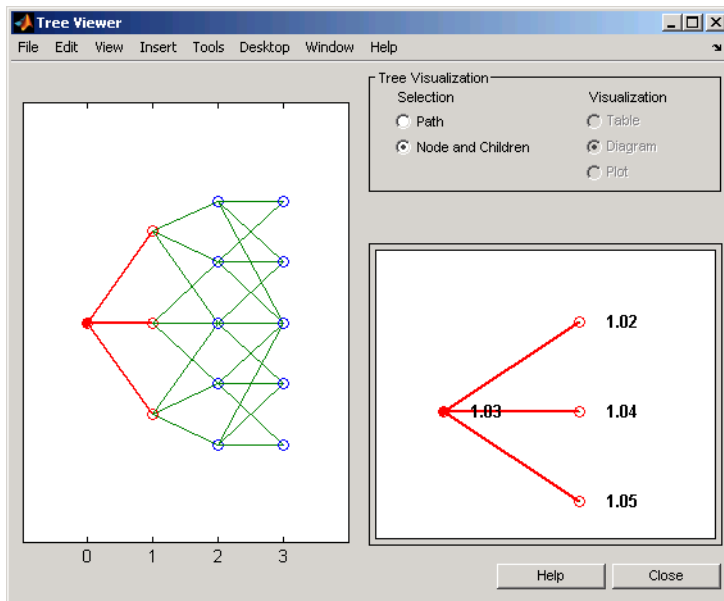 Tree Viewer
File Edit View Insert Tools Desktop Window Help
Tree Visualization
Selection Visualization
Path Table
Node and Children Diagram
Plot
0 1 2 3
1.02
1.03 1.04
1.05
Help Close